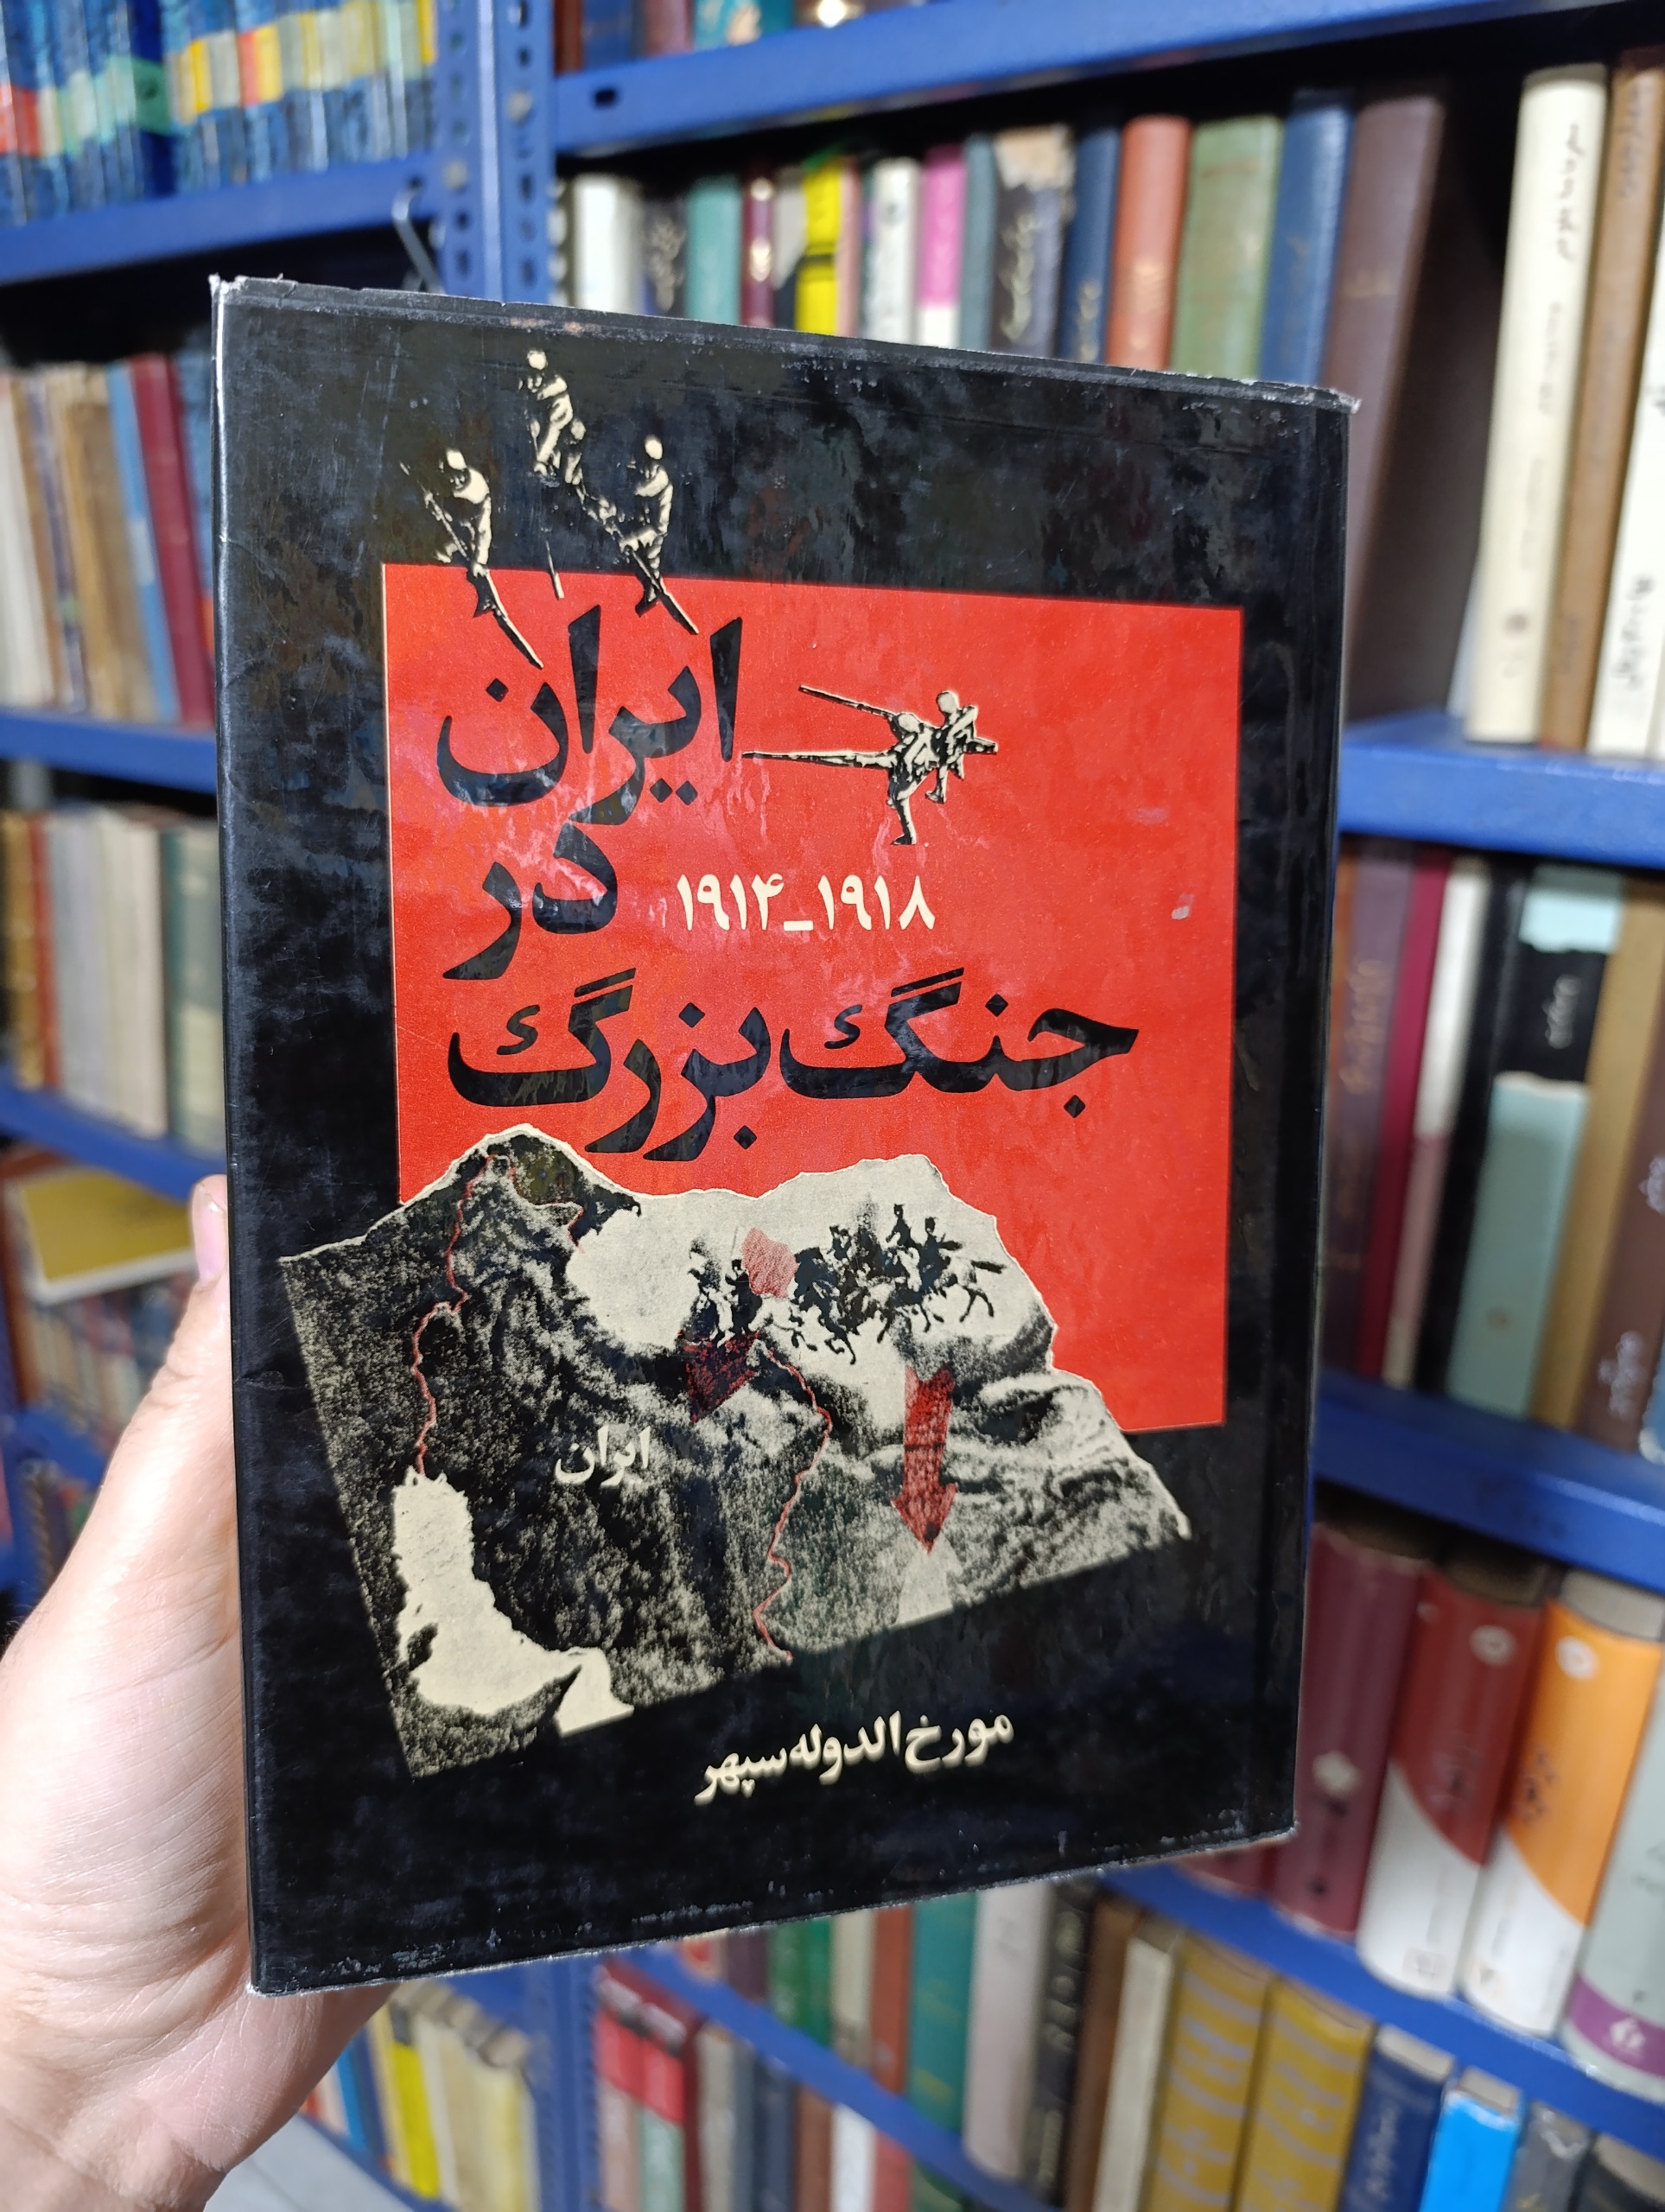 ایران
در
۱۹۱۴_۱۹۱۸
جنگ بزرگ
ایران
مورخ الدوله سپهر